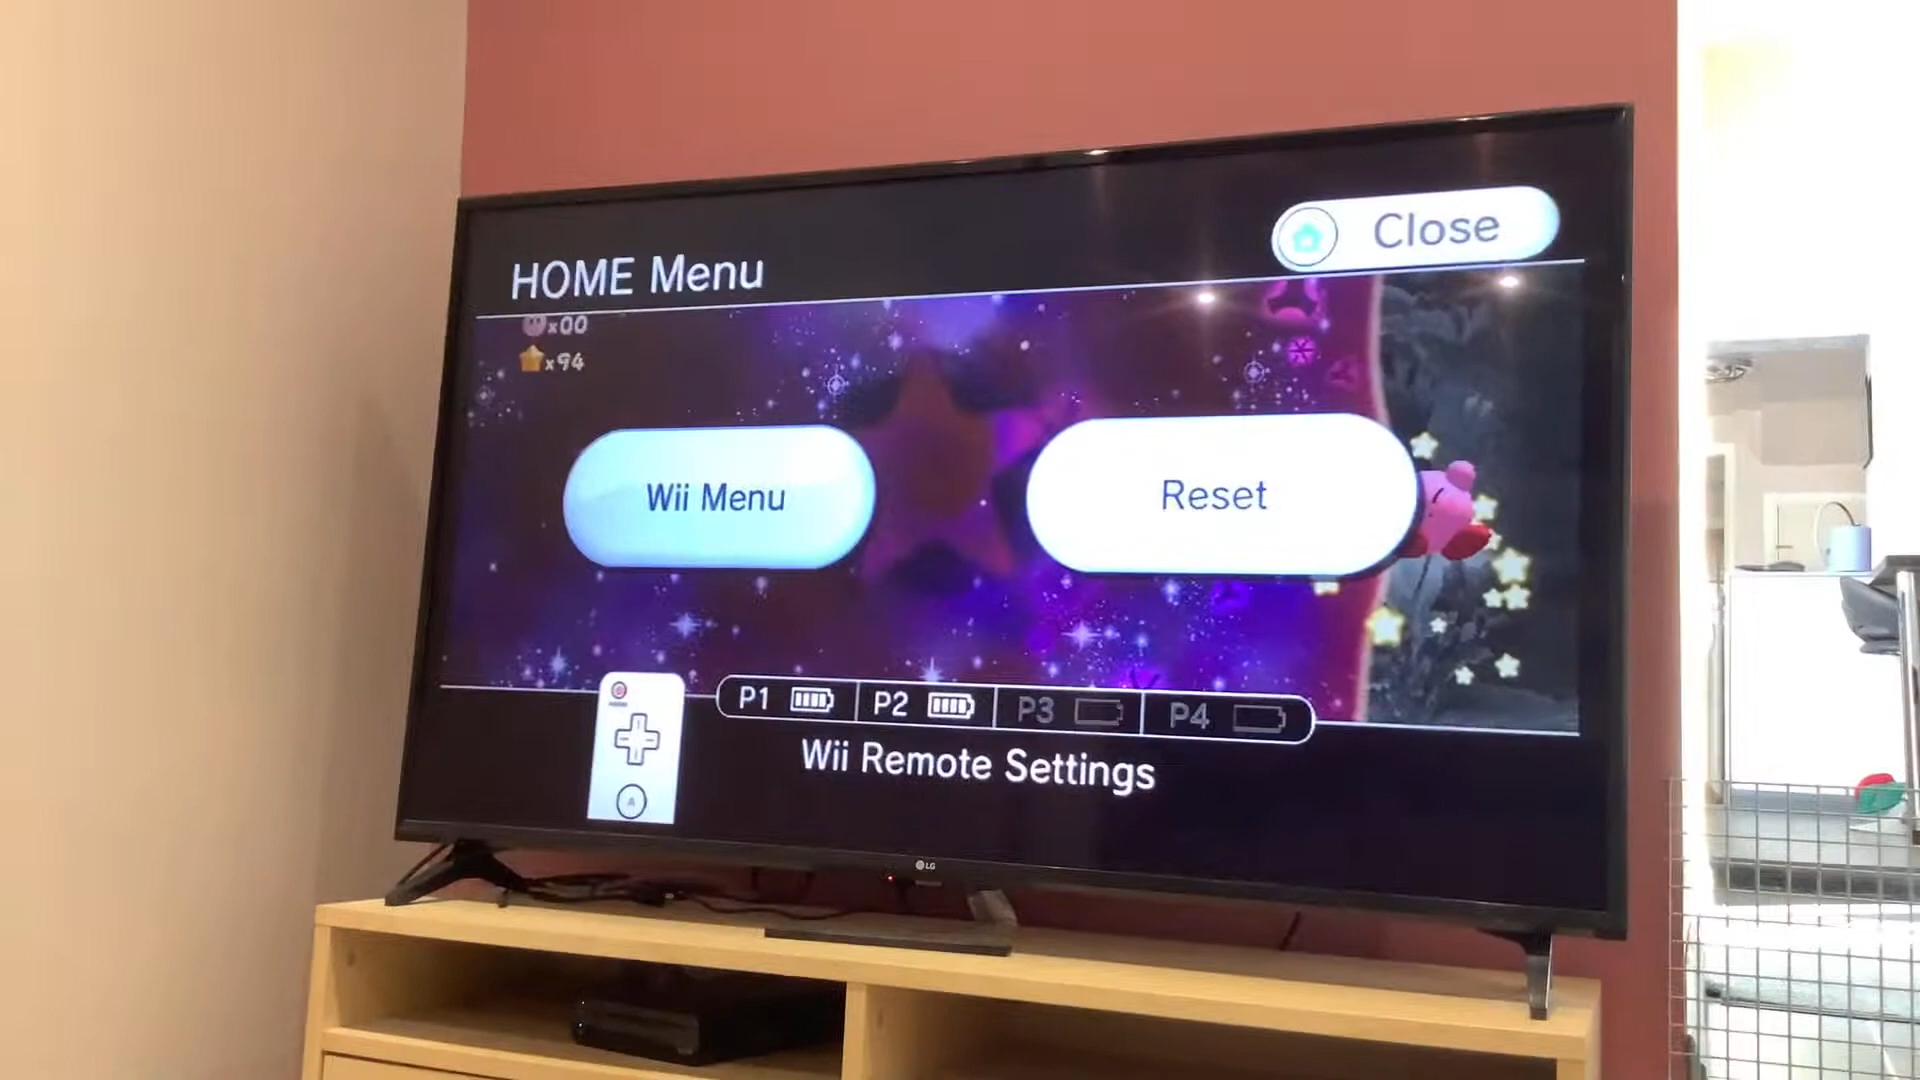 HOME Menu
Close
x00
x94
Wii Menu
Reset
P1 P2 P3 P4
Wii Remote Settings
A
LG